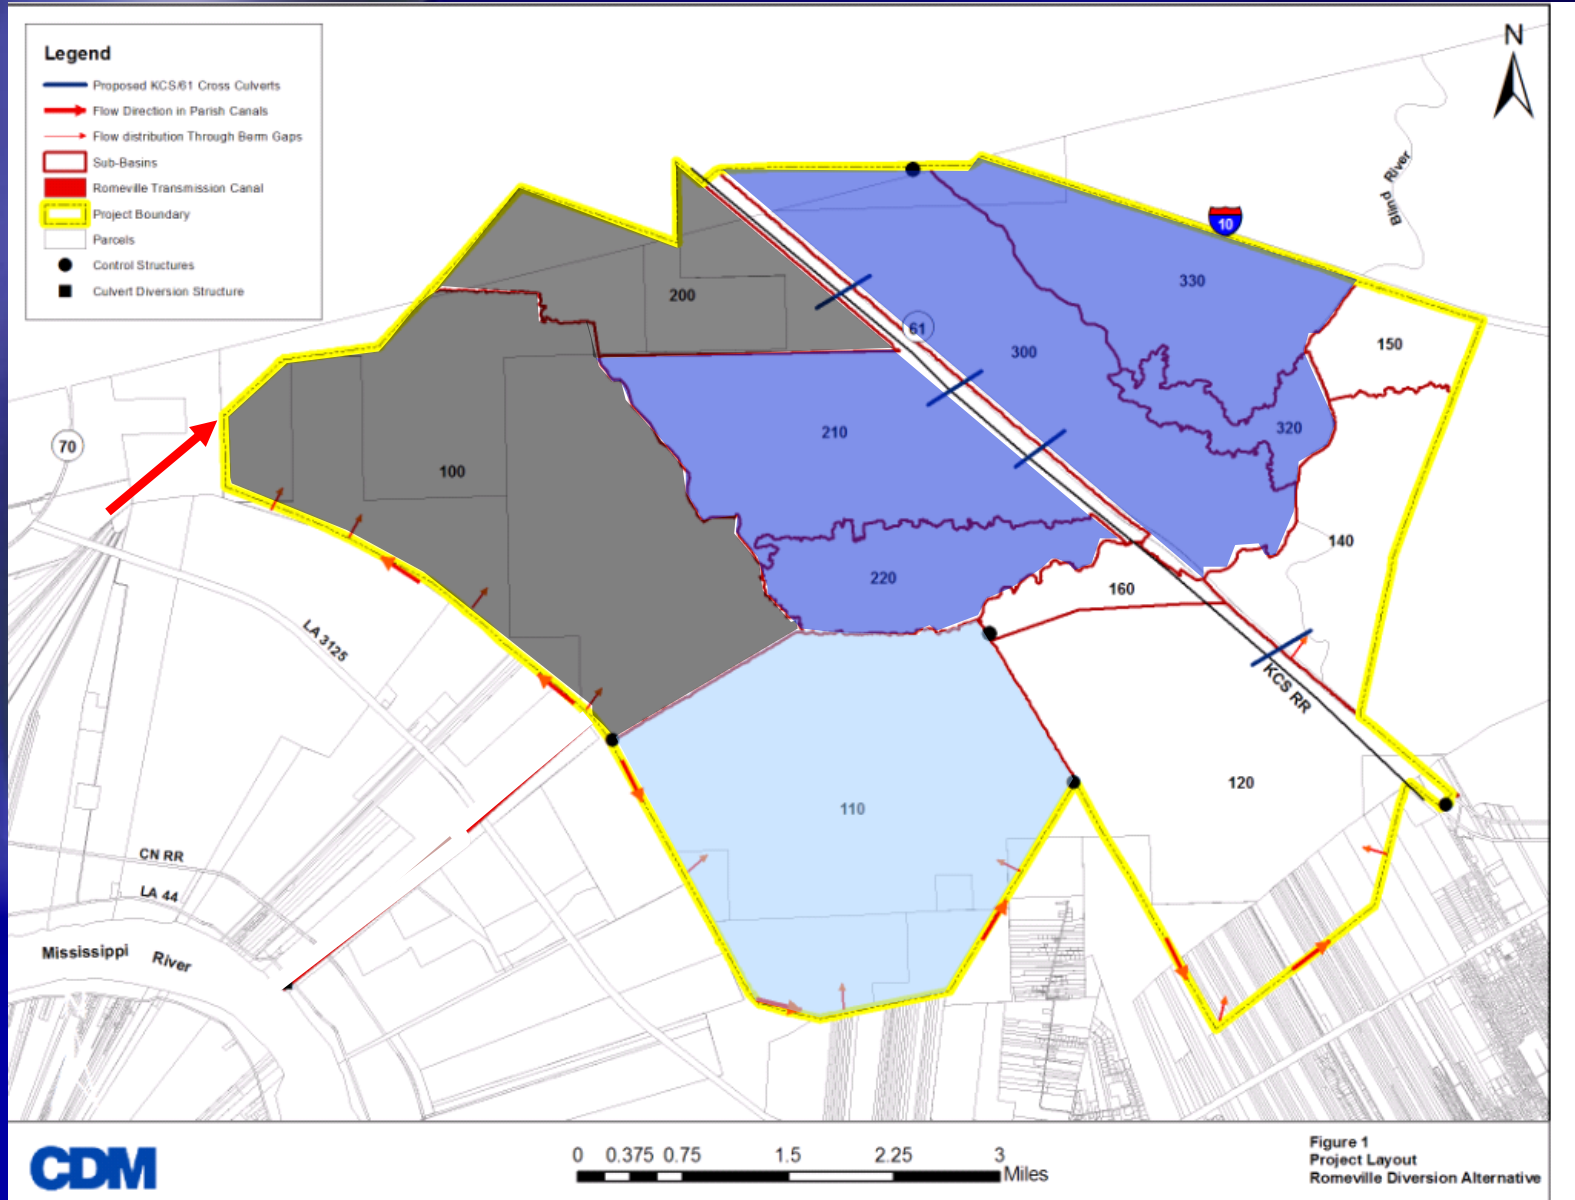 Legend
Proposed KCS/61 Cross Culverts
Flow Direction in Parish Canals
Flow distribution Through Berm Gaps
Sub-Basins
Romeville Transmission Canal
Project Boundary
Parcels
Control Structures
Culvert Diversion Structure
N
Blind River
10
330
200
61
300
150
320
210
70
100
140
220
160
LA 3125
KCS RR
120
110
CN RR
LA 44
Mississippi River
CDM
0 0.375 0.75 1.5 2.25 3
Miles
Figure 1
Project Layout
Romeville Diversion Alternative